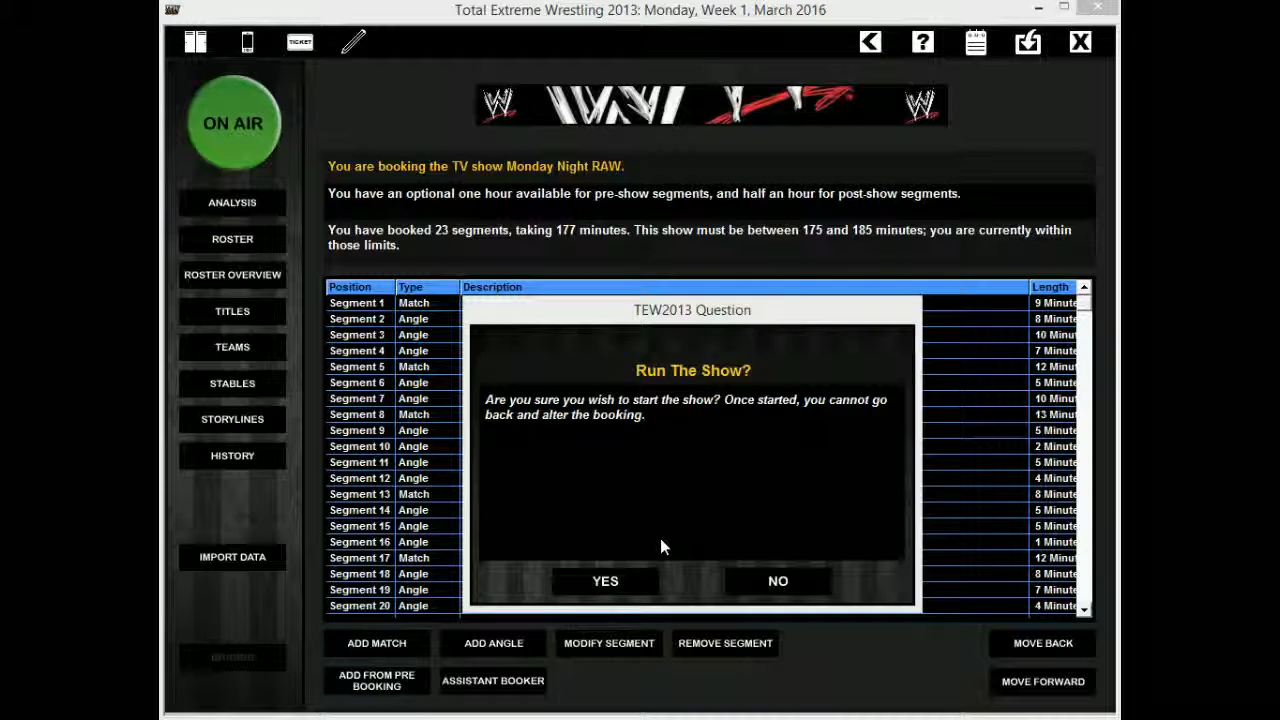 Total Extreme Wrestling 2013: Monday, Week 1, March 2016
TICKET
?
X
ON AIR
You are booking the TV show Monday Night RAW.
You have an optional one hour available for pre-show segments, and half an hour for post-show segments.
You have booked 23 segments, taking 177 minutes. This show must be between 175 and 185 minutes; you are currently within
those limits.
ANALYSIS
ROSTER
ROSTER OVERVIEW
TITLES
TEAMS
STABLES
STORYLINES
HISTORY
IMPORT DATA
Position Type Description Length
Segment 1 Match 9 Minute
Segment 2 Angle 8 Minute
Segment 3 Angle 10 Minute
Segment 4 Angle 7 Minute
Segment 5 Match 12 Minute
Segment 6 Angle 5 Minute
Segment 7 Angle 10 Minute
Segment 8 Match 13 Minute
Segment 9 Angle 5 Minute
Segment 10 Angle 2 Minute
Segment 11 Angle 5 Minute
Segment 12 Angle 4 Minute
Segment 13 Match 8 Minute
Segment 14 Angle 5 Minute
Segment 15 Angle 5 Minute
Segment 16 Angle 1 Minute
Segment 17 Match 12 Minute
Segment 18 Angle 8 Minute
Segment 19 Angle 7 Minute
Segment 20 Angle 4 Minute
TEW2013 Question
Run The Show?
Are you sure you wish to start the show? Once started, you cannot go
back and alter the booking.
YES NO
ADD MATCH ADD ANGLE MODIFY SEGMENT REMOVE SEGMENT MOVE BACK
ADD FROM PRE
BOOKING
ASSISTANT BOOKER
MOVE FORWARD